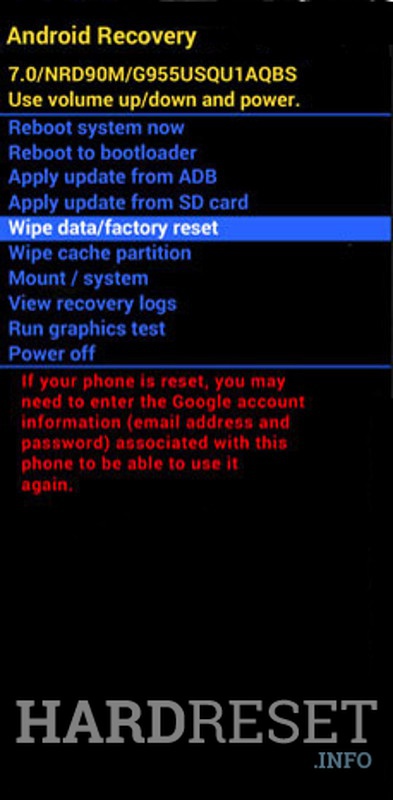 Android Recovery
7.0/NRD90M/G955USQU1AQBS
Use volume up/down and power.
Reboot system now
Reboot to bootloader
Apply update from ADB
Apply update from SD card
Wipe data/factory reset
Wipe cache partition
Mount / system
View recovery logs
Run graphics test
Power off
If your phone is reset, you may
need to enter the Google account
information (email address and
password) associated with this
phone to be able to use it
again.
HARDRESET
.INFO